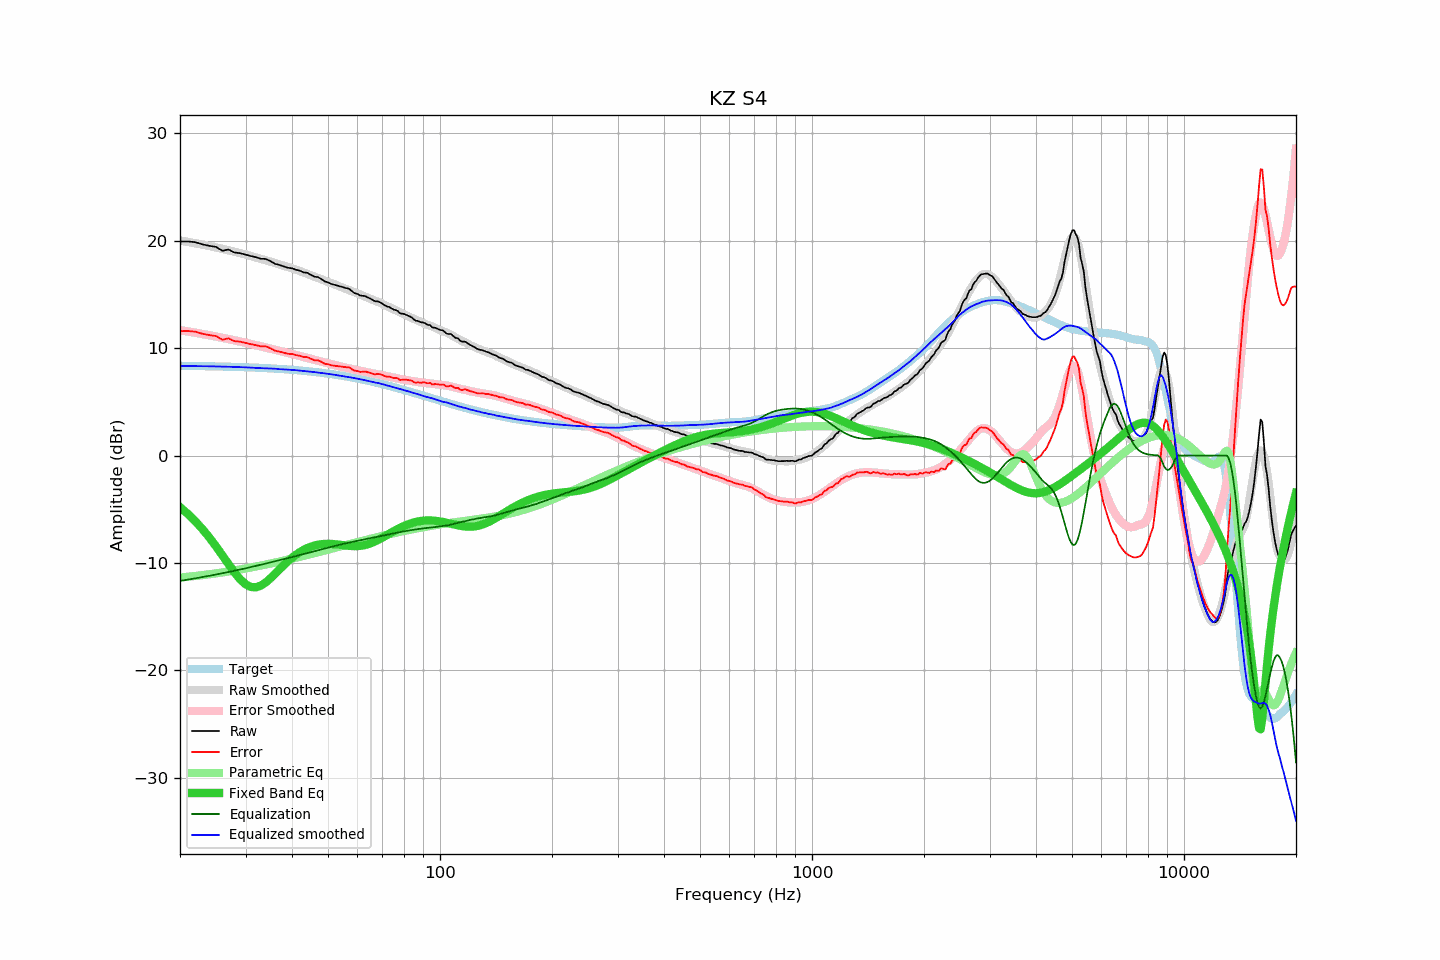 KZ S4
30
20
10
0
−10
−20
−30
Amplitude (dBr)
Target
Raw Smoothed
Error Smoothed
Raw
Error
Parametric Eq
Fixed Band Eq
Equalization
Equalized smoothed
100
1000
10000
Frequency (Hz)